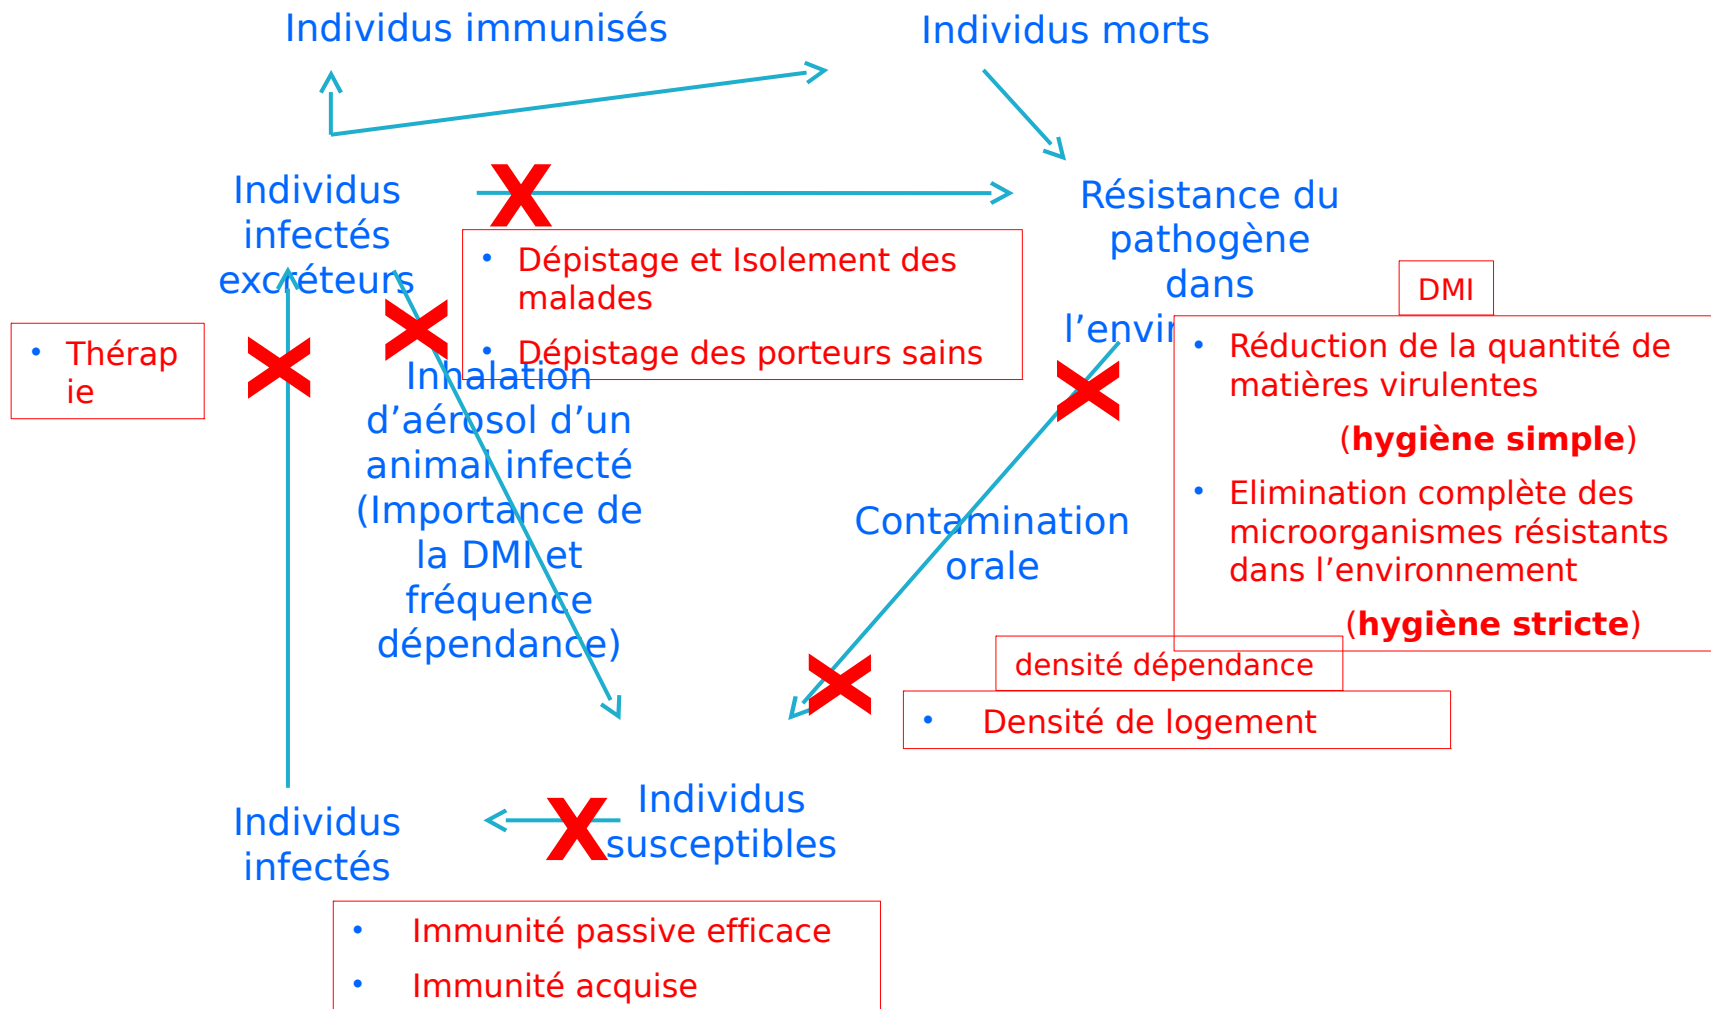 Individus immunisés
Individus morts
Individus
infectés
excréteurs
Résistance du
pathogène
dans
l’envir
• Dépistage et Isolement des
malades
• Dépistage des porteurs sains
DMI
• Réduction de la quantité de
matières virulentes
(hygiène simple)
• Elimination complète des
microorganismes résistants
dans l’environnement
(hygiène stricte)
• Thérap
ie
Inhalation
d’aérosol d’un
animal infecté
(Importance de
la DMI et
fréquence
dépendance)
Contamination
orale
densité dépendance
• Densité de logement
Individus
infectés
Individus
susceptibles
• Immunité passive efficace
• Immunité acquise
X
X
X
X
X
X